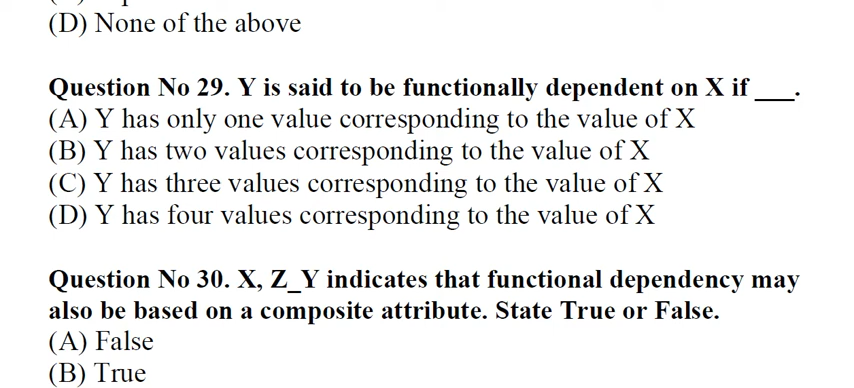 (D) None of the above
Question No 29. Y is said to be functionally dependent on X if ___.
(A) Y has only one value corresponding to the value of X
(B) Y has two values corresponding to the value of X
(C) Y has three values corresponding to the value of X
(D) Y has four values corresponding to the value of X
Question No 30. X, Z_Y indicates that functional dependency may
also be based on a composite attribute. State True or False.
(A) False
(B) True